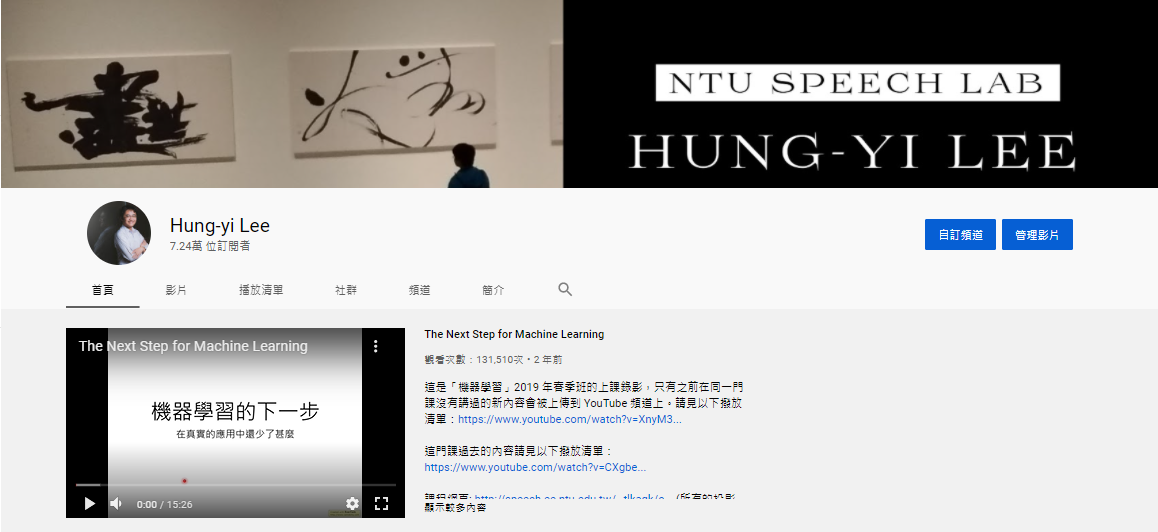 NTU SPEECH LAB
HUNG-YI LEE
Hung-yi Lee
7.24萬 位訂閱者
自訂頻道
管理影片
首頁
影片
播放清單
社群
頻道
簡介
The Next Step for Machine Learning
機器學習的下一步
在真實的應用中還少了甚麼
0:00 / 15:26
The Next Step for Machine Learning
觀看次數：131,510次 • 2 年前
這是「機器學習」2019 年春季班的上課錄影，只有之前在同一門
課沒有講過的新內容會被上傳到 YouTube 頻道上。請見以下撥放
清單：https://www.youtube.com/watch?v=XnyM3...
這門課過去的內容請見以下撥放清單：
https://www.youtube.com/watch?v=CXgbe...
顯示較多內容